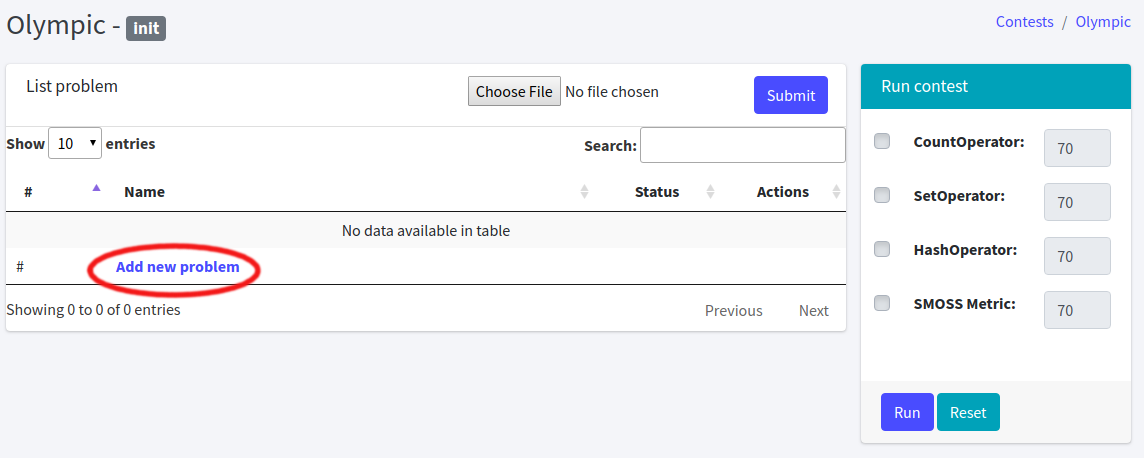 Olympic - init
Contests / Olympic
List problem
Choose File No file chosen
Submit
Show 10 entries
Search:
# Name Status Actions
No data available in table
# Add new problem
Showing 0 to 0 of 0 entries
Previous Next
Run contest
CountOperator: 70
SetOperator: 70
HashOperator: 70
SMOSS Metric: 70
Run Reset